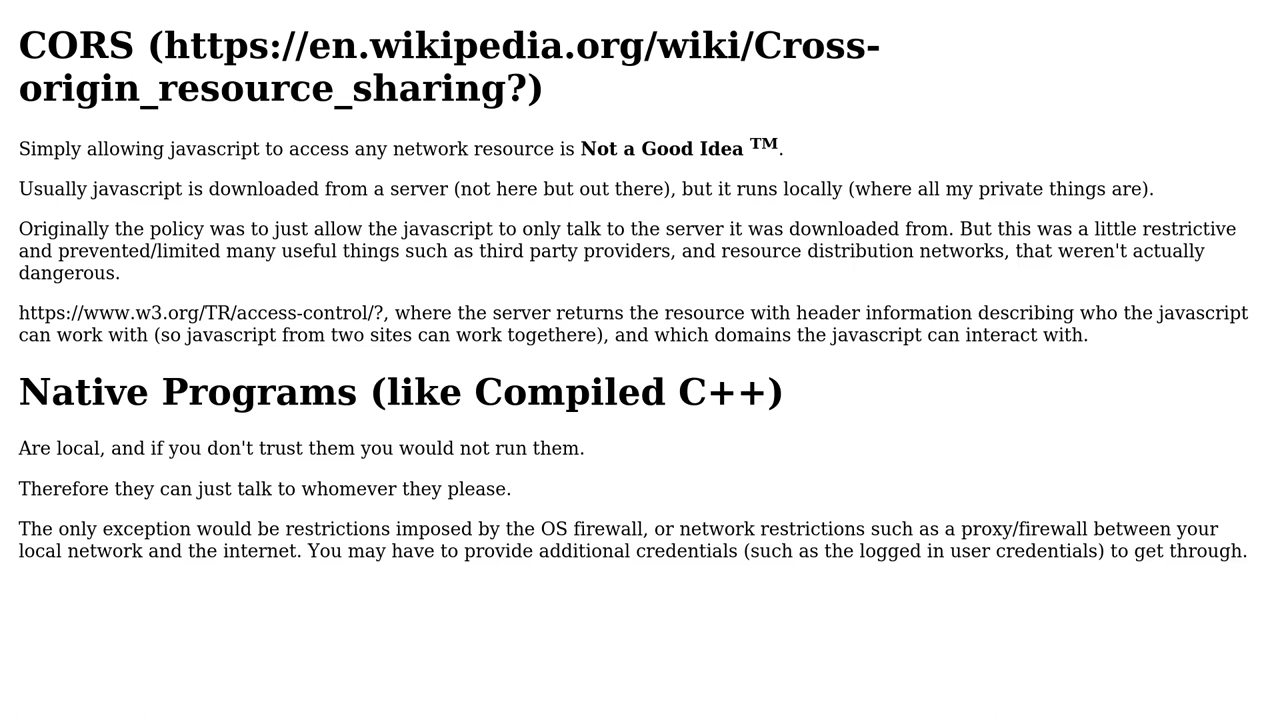 CORS (https://en.wikipedia.org/wiki/Cross-
origin_resource_sharing?)
Simply allowing javascript to access any network resource is Not a Good Idea TM.
Usually javascript is downloaded from a server (not here but out there), but it runs locally (where all my private things are).
Originally the policy was to just allow the javascript to only talk to the server it was downloaded from. But this was a little restrictive
and prevented/limited many useful things such as third party providers, and resource distribution networks, that weren't actually
dangerous.
https://www.w3.org/TR/access-control/?, where the server returns the resource with header information describing who the javascript
can work with (so javascript from two sites can work togethere), and which domains the javascript can interact with.
Native Programs (like Compiled C++)
Are local, and if you don't trust them you would not run them.
Therefore they can just talk to whomever they please.
The only exception would be restrictions imposed by the OS firewall, or network restrictions such as a proxy/firewall between your
local network and the internet. You may have to provide additional credentials (such as the logged in user credentials) to get through.